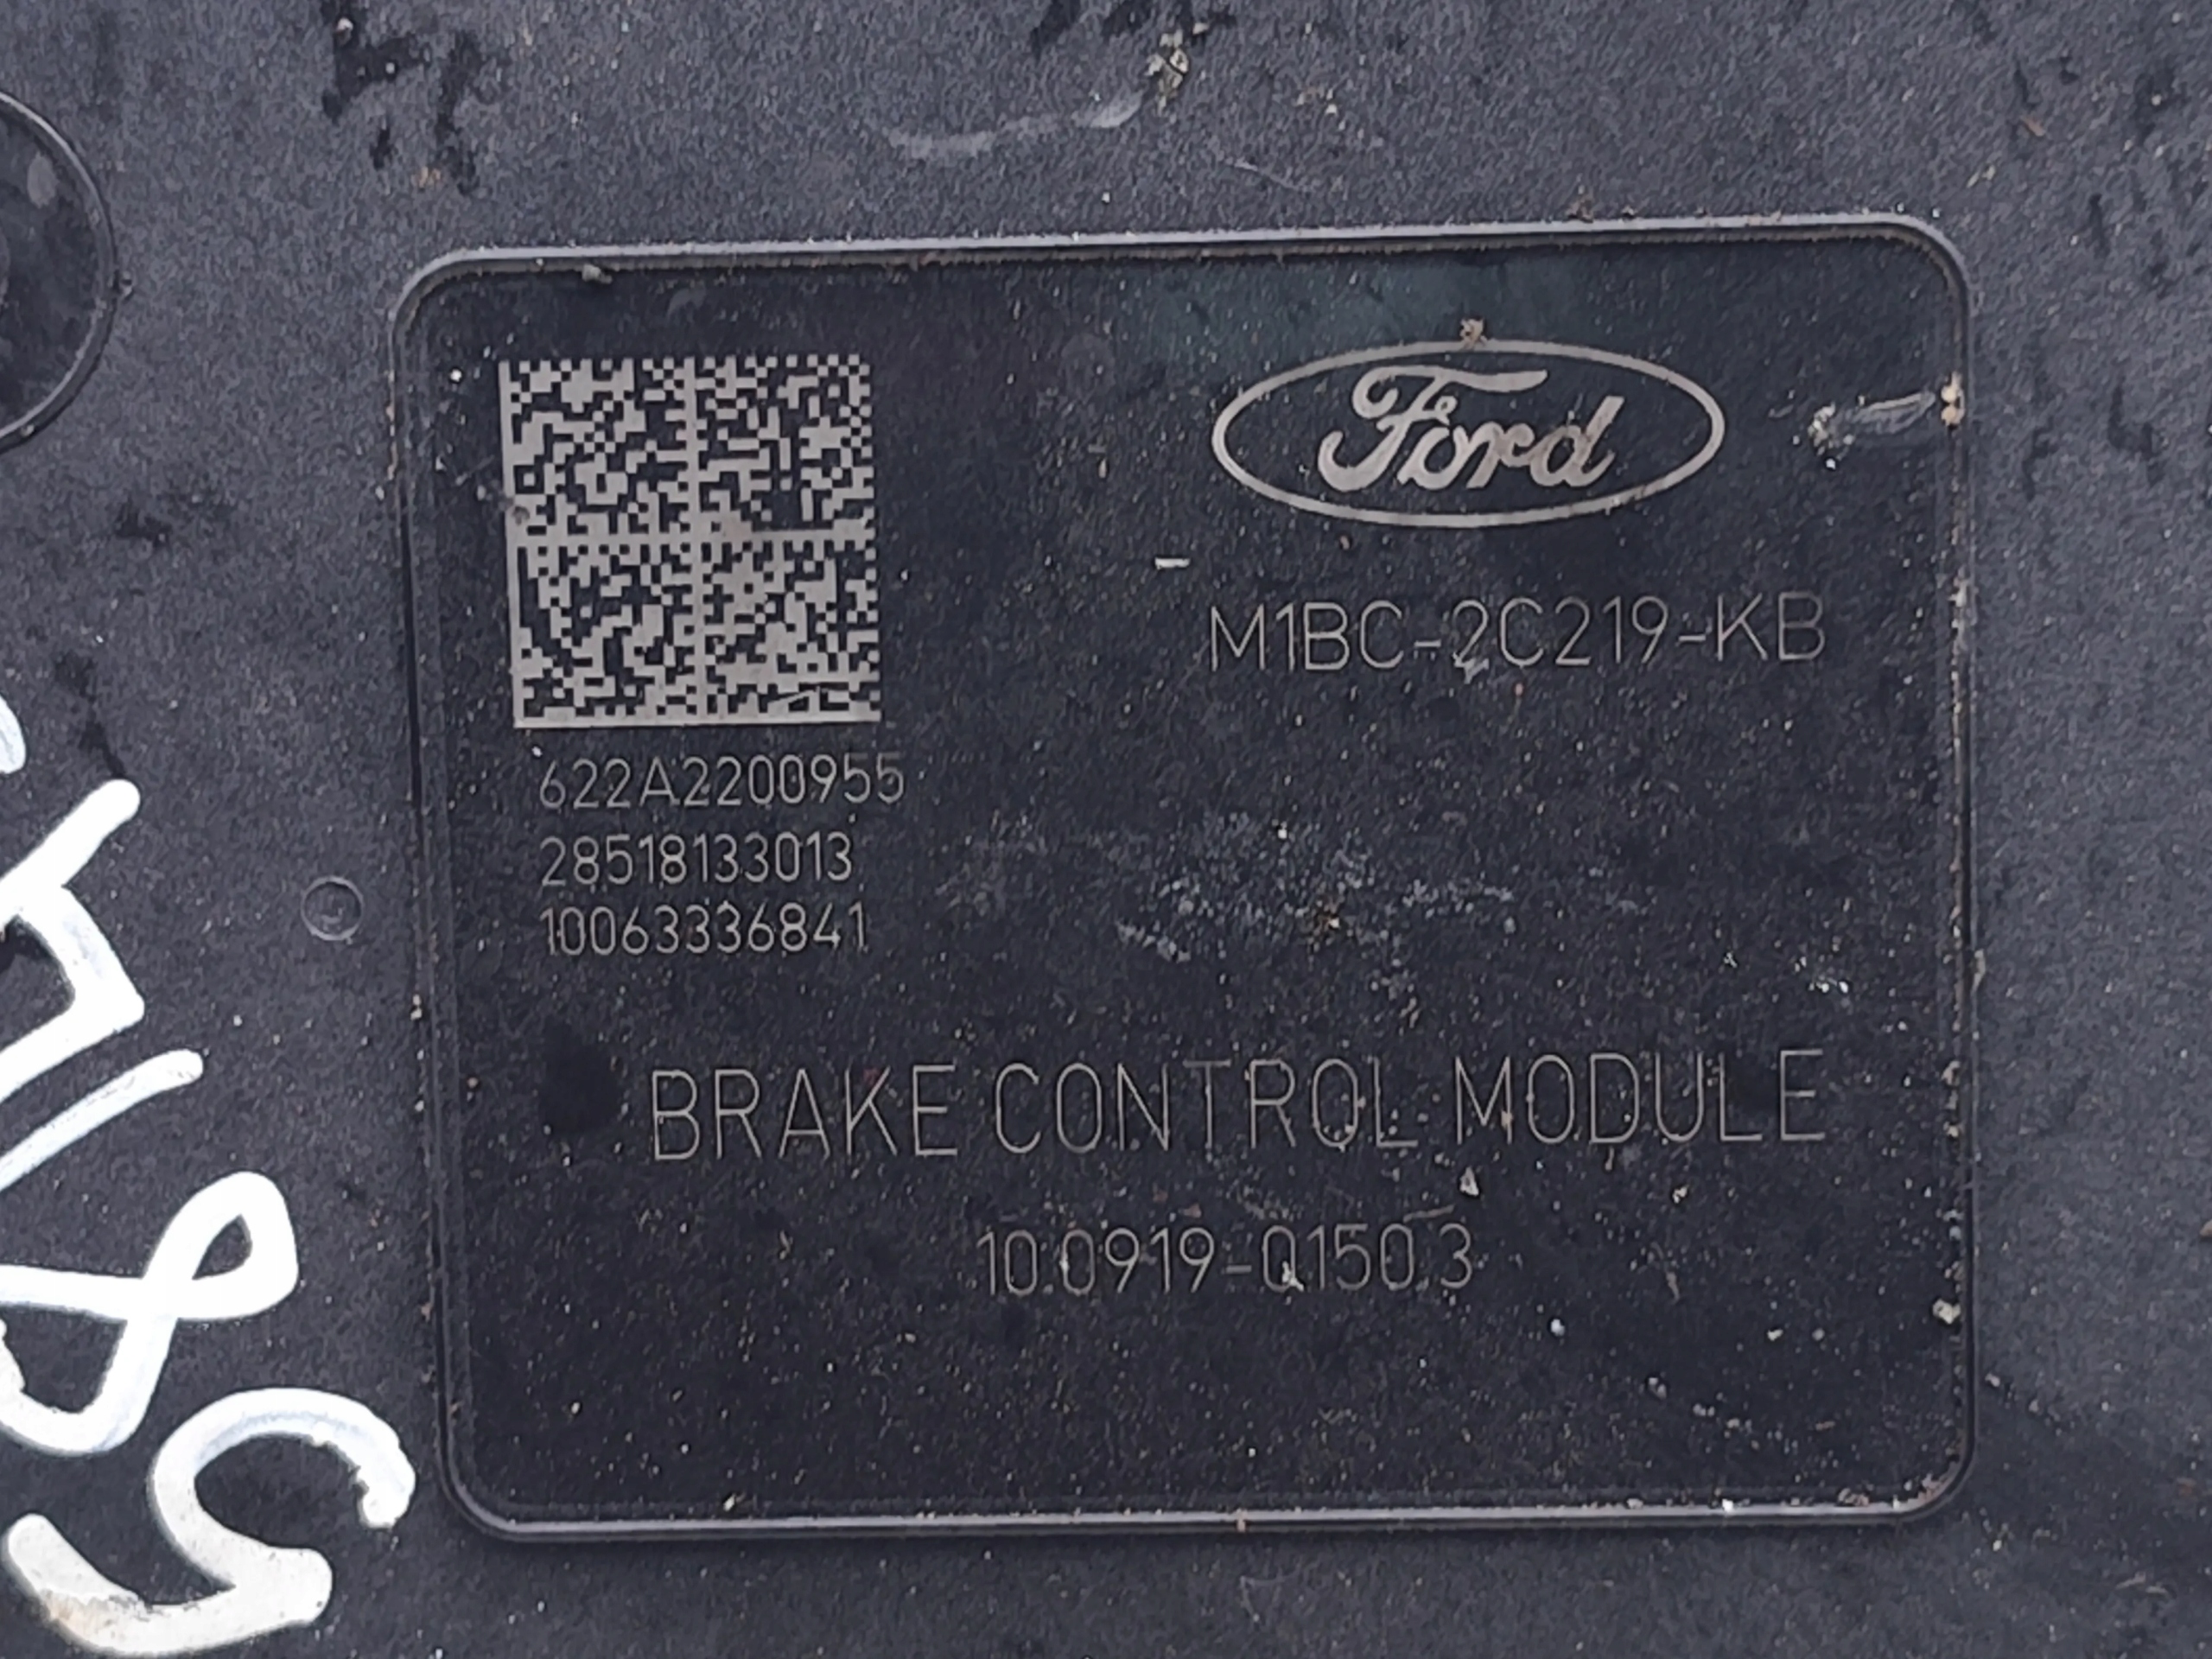 Ford
M1BC-2C219-KB
622A2200955
28518133013
10063336841
BRAKE CONTROL MODULE
10.0919-0150.3